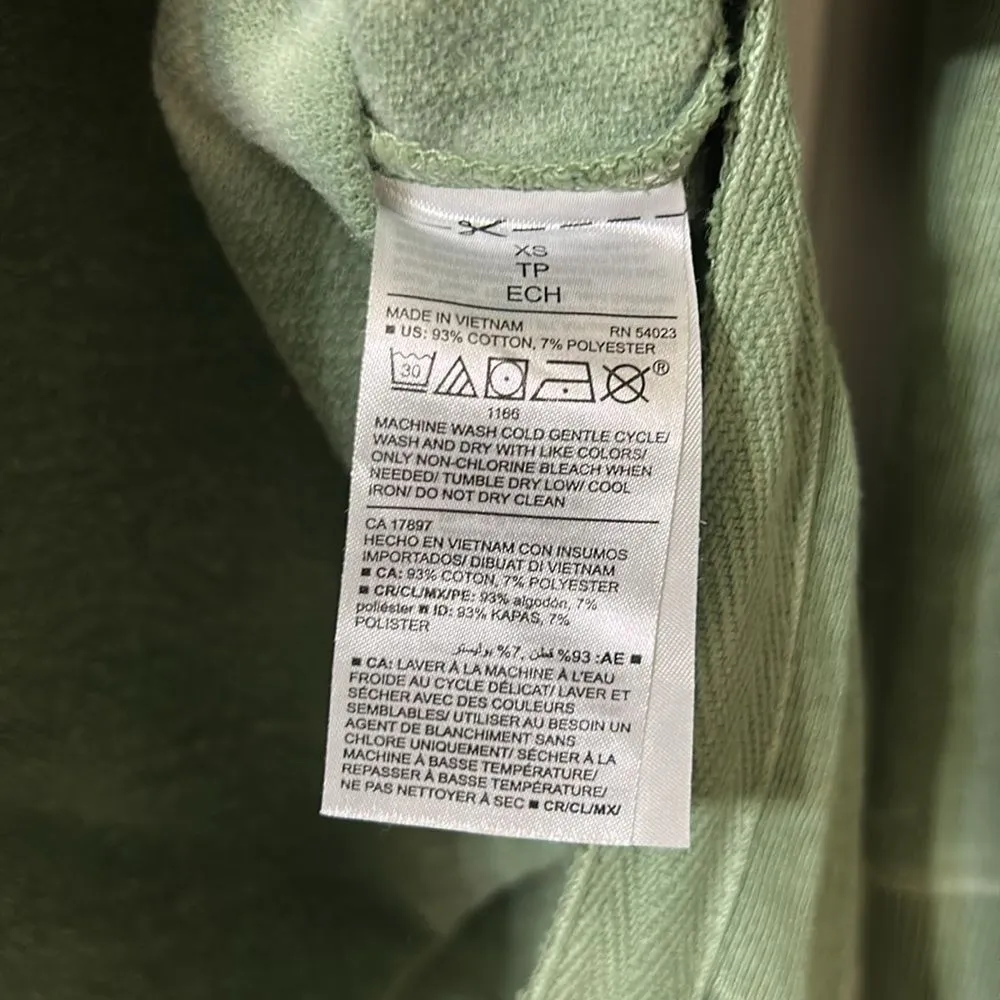 XS
TP
ECH
MADE IN VIETNAM RN 54023
■ US: 93% COTTON, 7% POLYESTER
30 ®
1166
MACHINE WASH COLD GENTLE CYCLE/
WASH AND DRY WITH LIKE COLORS/
ONLY NON-CHLORINE BLEACH WHEN
NEEDED/ TUMBLE DRY LOW/ COOL
IRON/ DO NOT DRY CLEAN
CA 17897
HECHO EN VIETNAM CON INSUMOS
IMPORTADOS/ DIBUAT DI VIETNAM
■ CA: 93% COTON, 7% POLYESTER
■ CR/CL/MX/PE: 93% algodón, 7%
poliéster ■ ID: 93% KAPAS, 7%
POLISTER
■ AE: 93% قطن, 7% بوليستر
■ CA: LAVER À LA MACHINE À L'EAU
FROIDE AU CYCLE DÉLICAT/ LAVER ET
SÉCHER AVEC DES COULEURS
SEMBLABLES/ UTILISER AU BESOIN UN
AGENT DE BLANCHIMENT SANS
CHLORE UNIQUEMENT/ SÉCHER À LA
MACHINE À BASSE TEMPÉRATURE/
REPASSER À BASSE TEMPÉRATURE/
NE PAS NETTOYER À SEC ■ CR/CL/MX/